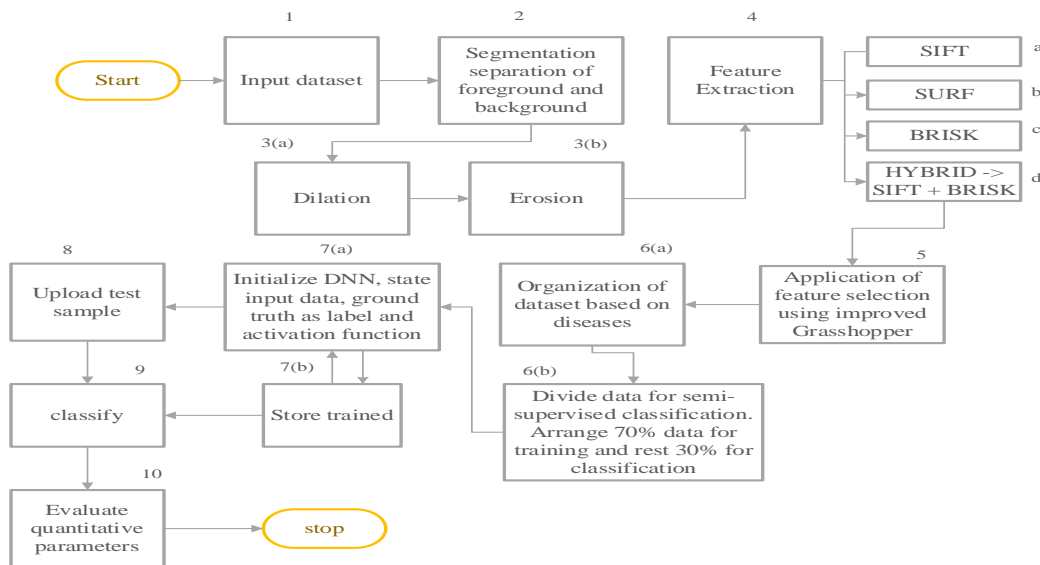 1
2
4
Start
Input dataset
Segmentation
separation of
foreground and
background
Feature
Extraction
SIFT
a
SURF
b
BRISK
c
HYBRID ->
SIFT + BRISK
d
3(a)
3(b)
Dilation
Erosion
5
Application of
feature selection
using improved
Grasshopper
6(a)
Organization of
dataset based on
diseases
6(b)
Divide data for semi-
supervised classification.
Arrange 70% data for
training and rest 30% for
classification
7(a)
Initialize DNN, state
input data, ground
truth as label and
activation function
7(b)
Store trained
8
Upload test
sample
9
classify
10
Evaluate
quantitative
parameters
stop